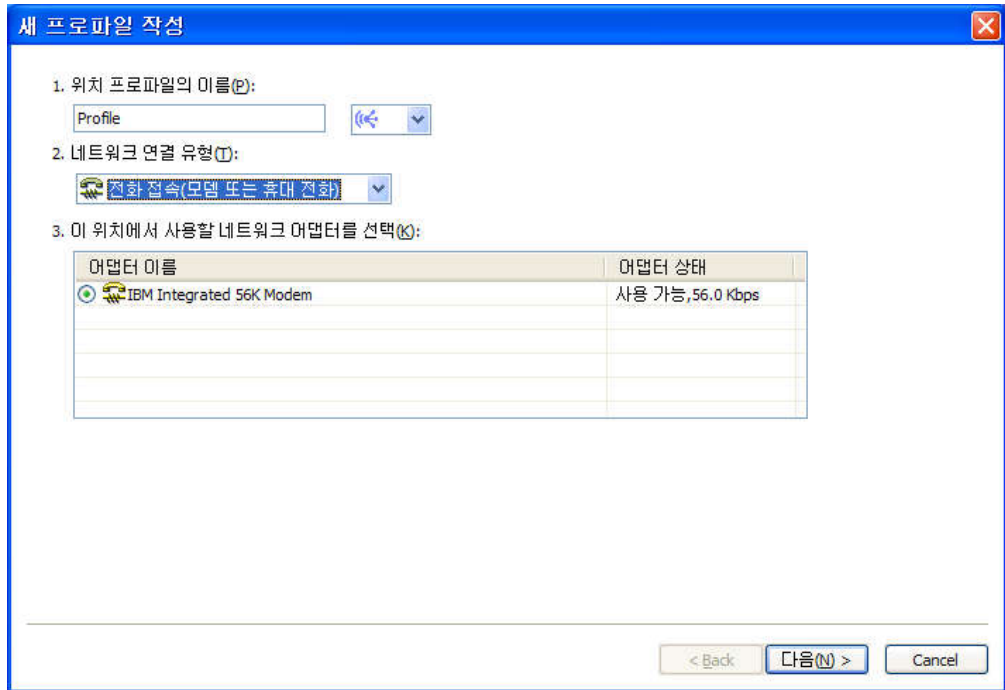 새 프로파일 작성
1. 위치 프로파일의 이름(P):
Profile
2. 네트워크 연결 유형(T):
전화 접속(모뎀 또는 휴대 전화)
3. 이 위치에서 사용할 네트워크 어댑터를 선택(K):
어댑터 이름 어댑터 상태
IBM Integrated 56K Modem 사용 가능,56.0 Kbps
< Back 다음(N) > Cancel